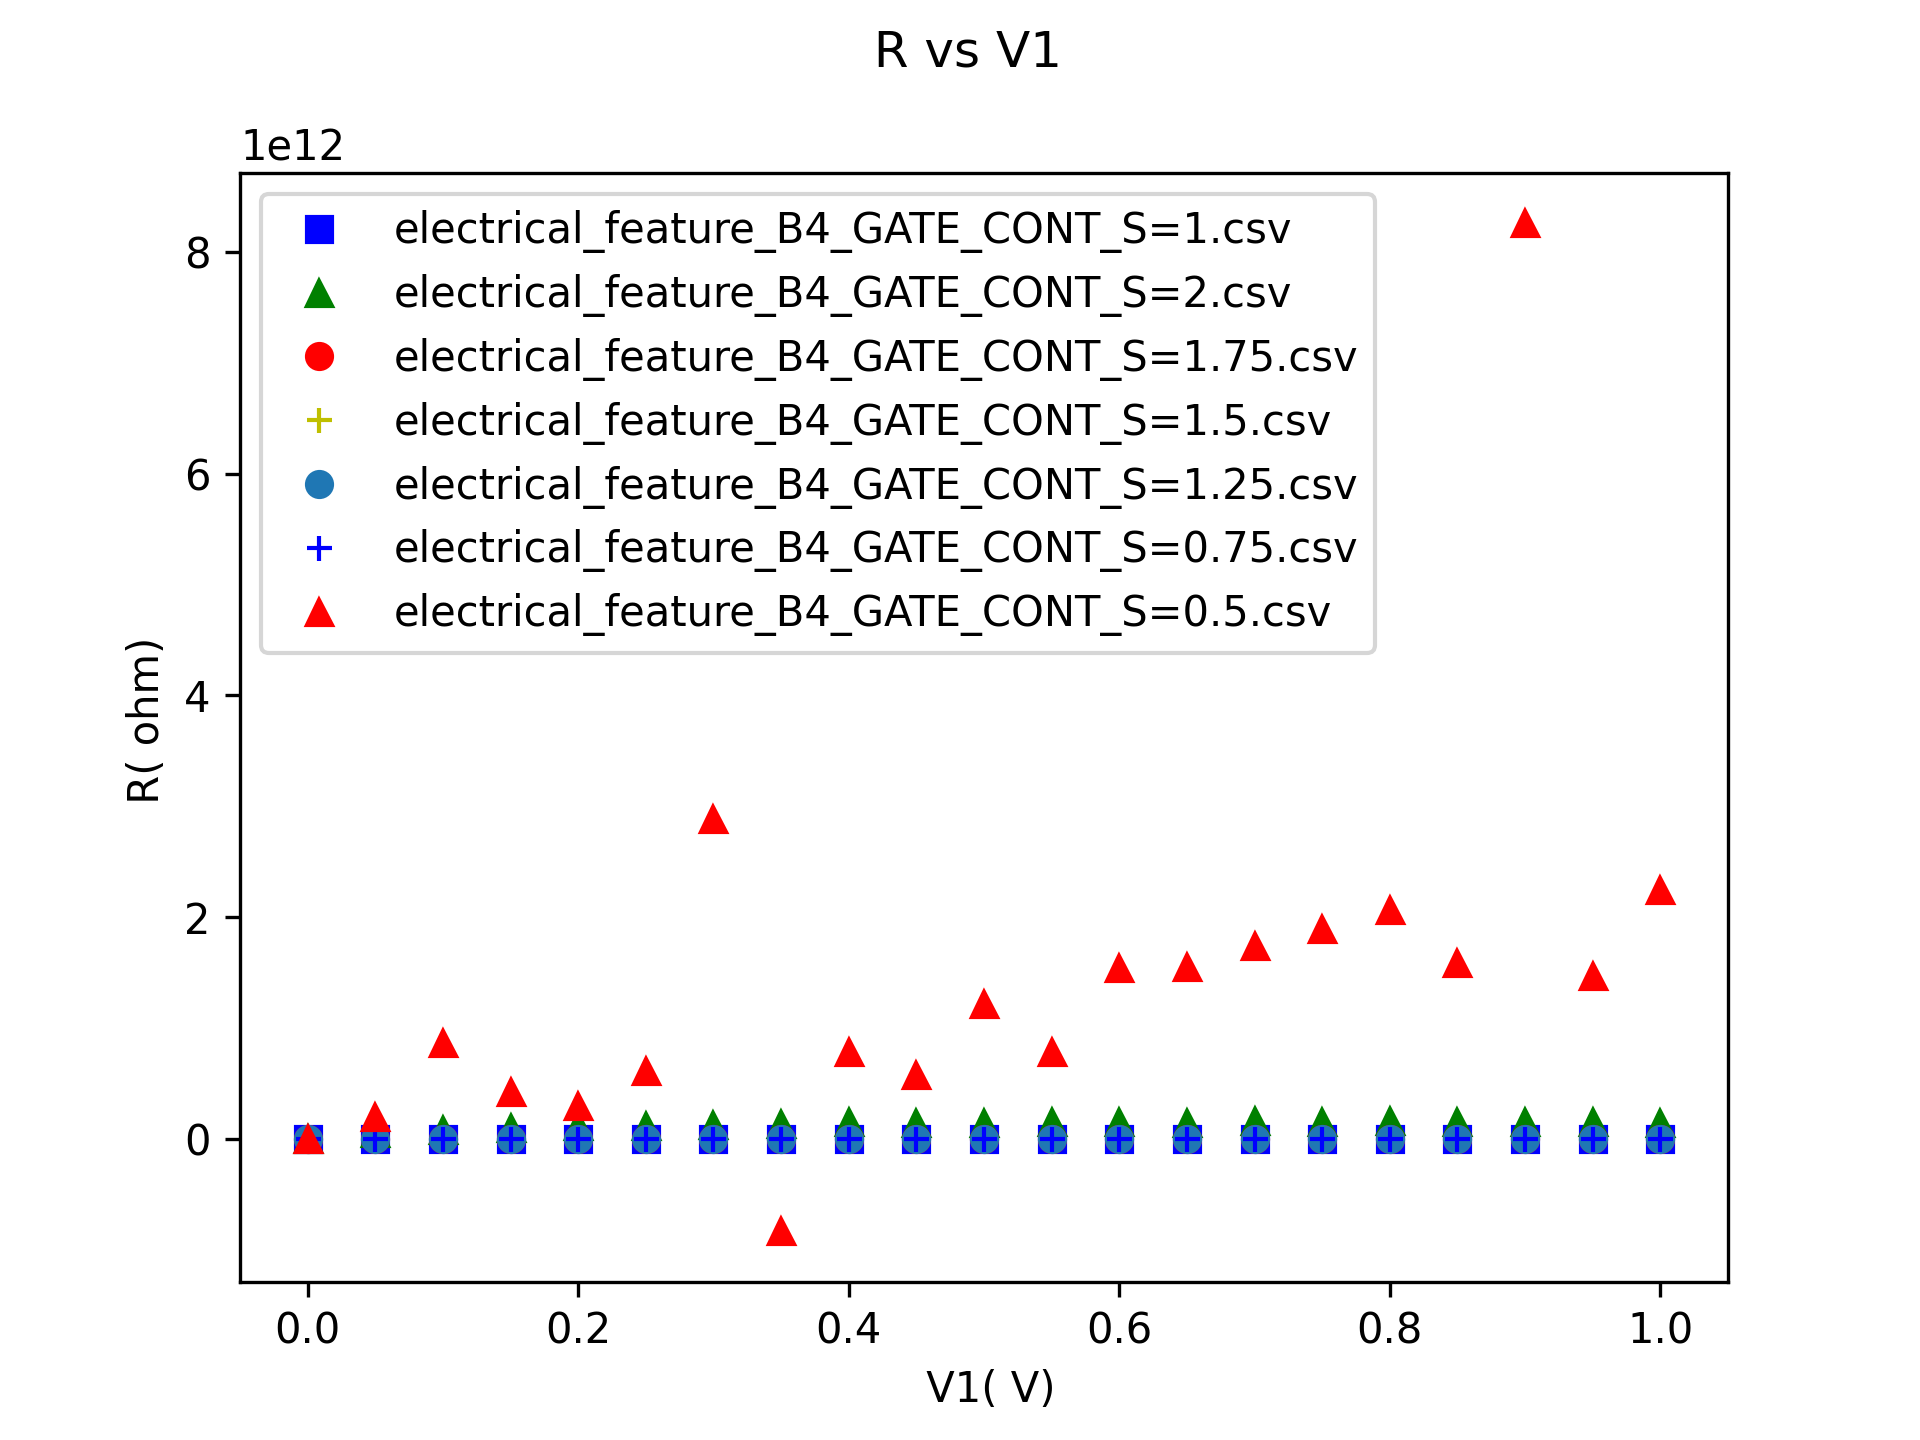 R vs V1
1e12
electrical_feature_B4_GATE_CONT_S=1.csv
electrical_feature_B4_GATE_CONT_S=2.csv
electrical_feature_B4_GATE_CONT_S=1.75.csv
electrical_feature_B4_GATE_CONT_S=1.5.csv
electrical_feature_B4_GATE_CONT_S=1.25.csv
electrical_feature_B4_GATE_CONT_S=0.75.csv
electrical_feature_B4_GATE_CONT_S=0.5.csv
8
6
4
2
0
R( ohm)
0.0 0.2 0.4 0.6 0.8 1.0
V1( V)